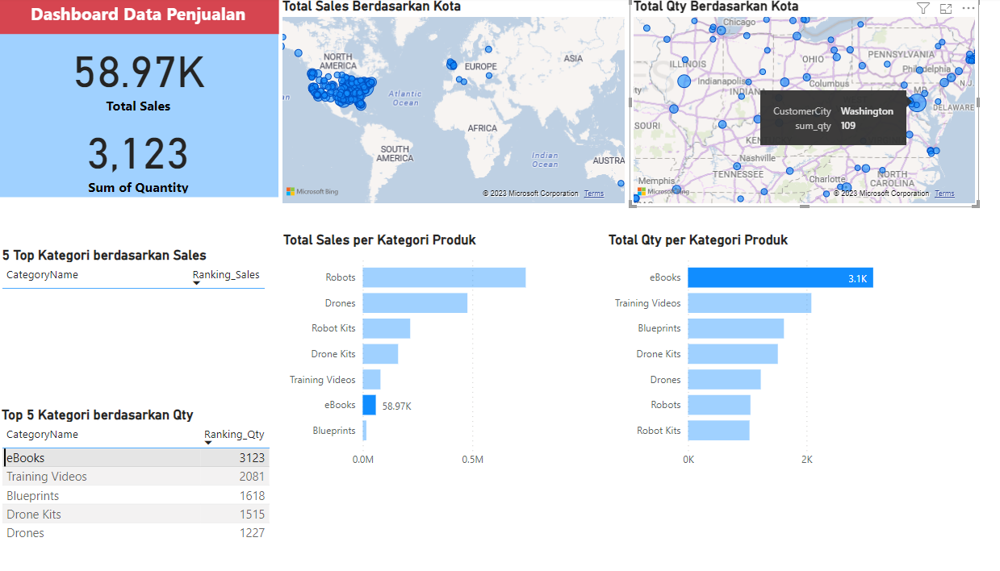 Dashboard Data Penjualan
58.97K
Total Sales
3,123
Sum of Quantity
Total Sales Berdasarkan Kota
NORTH
AMERICA
EUROPE
ASIA
Atlantic
Ocean
AFRICA
SOUTH
AMERICA
Indian
Ocean
AUSTRA
Microsoft Bing
© 2023 Microsoft Corporation Terms
Total Qty Berdasarkan Kota
Chicago
ILLINOIS
OHIO
PENNSYLVANIA
Indianapolis
Columbus
Philadelphia
N.J.
MD
DELAWARE
CustomerCity Washington
sum_qty 109
SOURI
KEN
Nashville
TENNESSEE
Memphis
Charlotte
NORTH
CAROLINA
Microsoft Bing
© 2023 Microsoft Corporation Terms
5 Top Kategori berdasarkan Sales
CategoryName Ranking_Sales
Total Sales per Kategori Produk
Robots
Drones
Robot Kits
Drone Kits
Training Videos
eBooks 58.97K
Blueprints
0.0M 0.5M
Total Qty per Kategori Produk
eBooks 3.1K
Training Videos
Blueprints
Drone Kits
Drones
Robots
Robot Kits
0K 2K
Top 5 Kategori berdasarkan Qty
CategoryName Ranking_Qty
eBooks 3123
Training Videos 2081
Blueprints 1618
Drone Kits 1515
Drones 1227